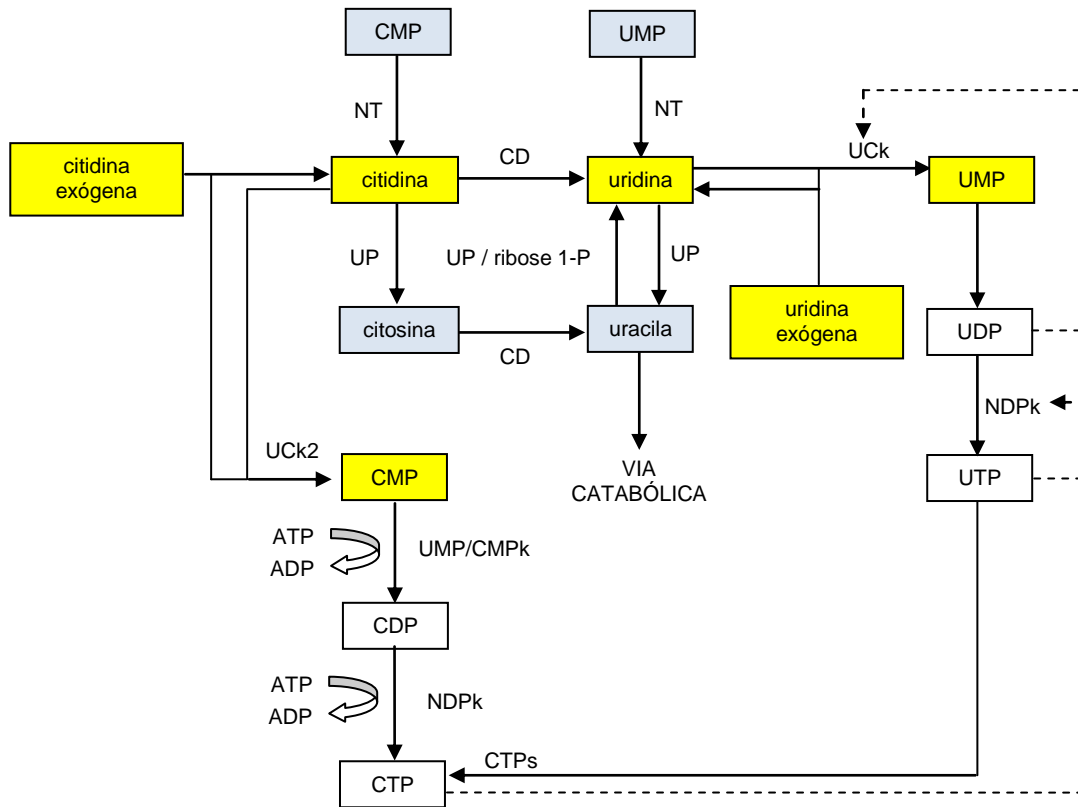 CMP
UMP
NT
NT
citidina
exógena
CD
UCk
citidina
uridina
UMP
UP
UP / ribose 1-P
UP
citosina
CD
uracila
uridina
exógena
UDP
NDPk
UCk2
CMP
VIA
CATABÓLICA
UTP
ATP
ADP
UMP/CMPk
CDP
ATP
ADP
NDPk
CTPs
CTP